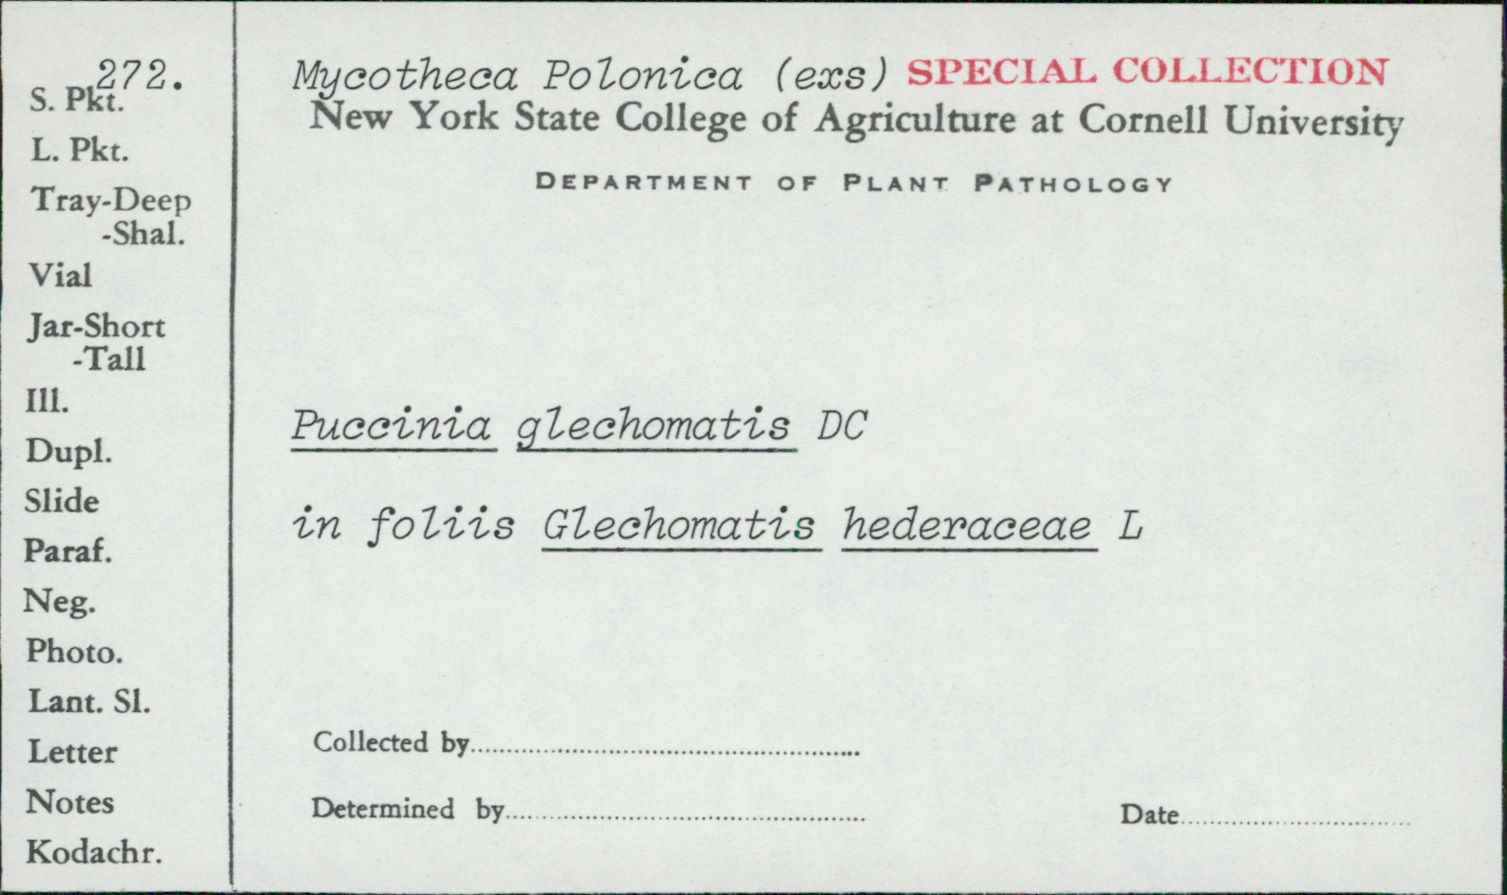 272.
S. Pkt.
L. Pkt.
Tray-Deep
-Shal.
Vial
Jar-Short
-Tall
Ill.
Dupl.
Slide
Paraf.
Neg.
Photo.
Lant. Sl.
Letter
Notes
Kodachr.
Mycotheca Polonica (exs) SPECIAL COLLECTION
New York State College of Agriculture at Cornell University
DEPARTMENT OF PLANT PATHOLOGY
Puccinia glechomatis DC
in foliis Glechomatis hederaceae L
Collected by
Determined by Date